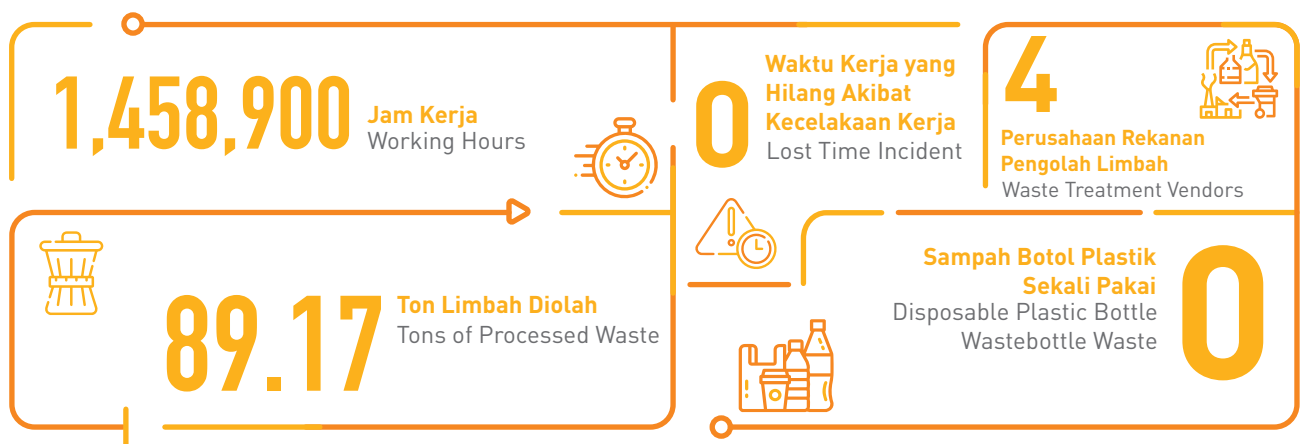 1,458,900
Jam Kerja
Working Hours
0
Waktu Kerja yang
Hilang Akibat
Kecelakaan Kerja
Lost Time Incident
4
Perusahaan Rekanan
Pengolah Limbah
Waste Treatment Vendors
89.17
Ton Limbah Diolah
Tons of Processed Waste
Sampah Botol Plastik
Sekali Pakai
Disposable Plastic Bottle
Wastebottle Waste
0